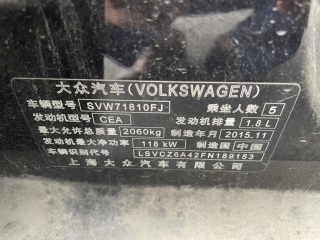 大众汽车(VOLKSWAGEN)
车辆型号 SVW71810FJ 乘坐人数 5
发动机型号 CEA 发动机排量 1.8L
最大允许总质量 2060kg 制造年月 2015.11
发动机最大净功率 118kW 制造国 中国
车辆识别代号 LSVCZ6A42FN189153
上海大众汽车有限公司